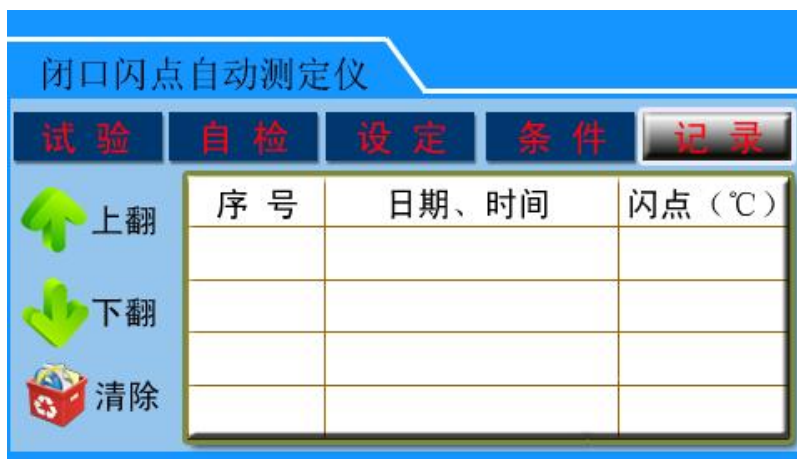 闭口闪点自动测定仪
试 验 自 检 设 定 条 件 记 录
上翻 序 号 日期、时间 闪点（℃）
下翻
清除